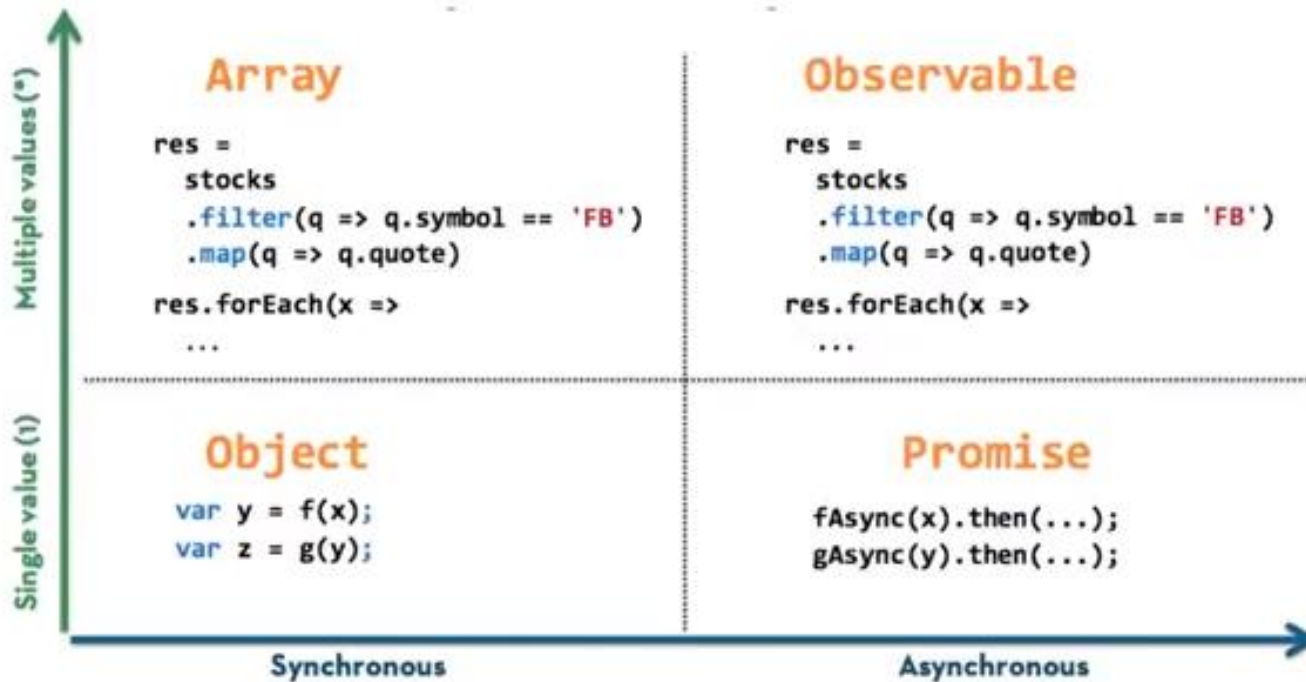 Multiple values (*)
Array
res =
stocks
.filter(q => q.symbol == 'FB')
.map(q => q.quote)
res.forEach(x =>
...
Observable
res =
stocks
.filter(q => q.symbol == 'FB')
.map(q => q.quote)
res.forEach(x =>
...
Single value (1)
Object
var y = f(x);
var z = g(y);
Promise
fAsync(x).then(...);
gAsync(y).then(...);
Synchronous
Asynchronous